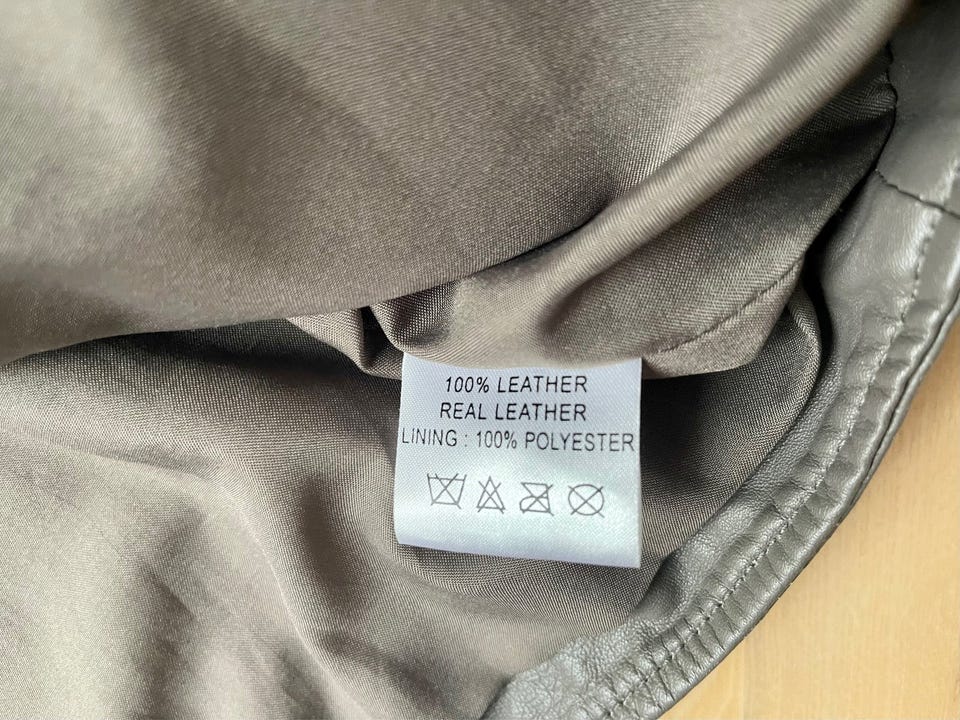 100% LEATHER
REAL LEATHER
LINING : 100% POLYESTER